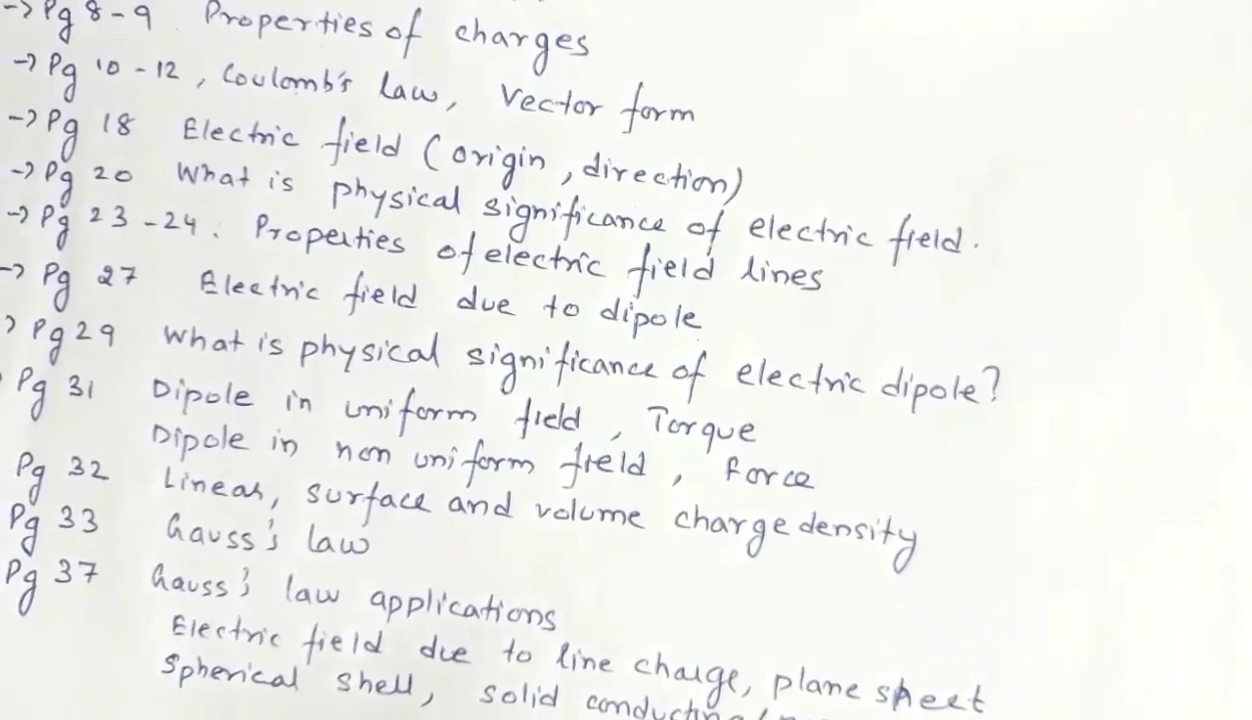 → Pg 8-9 Properties of charges
→ Pg 10-12, Coulomb's law, Vector form
→ Pg 18 Electric field (origin, direction)
→ Pg 20 What is physical significance of electric field.
→ Pg 23-24. Properties of electric field lines
→ Pg 27 Electric field due to dipole
Pg 29 What is physical significance of electric dipole?
Pg 31 Dipole in uniform field, Torque
Dipole in non uniform field, force
Pg 32 Linear, surface and volume charge density
Pg 33 Gauss's law
Pg 37 Gauss's law applications
Electric field due to line charge, plane sheet
Spherical shell, solid